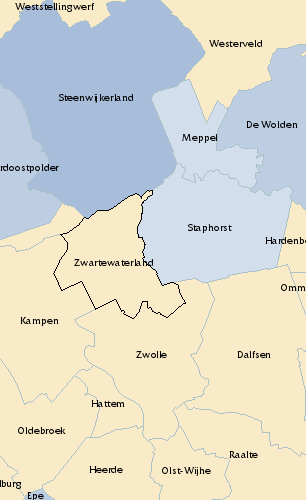 Weststellingwerf
Westerveld
Steenwijkerland
De Wolden
Meppel
rdoostpolder
Staphorst
Hardenbe
Zwartewaterland
Omm
Kampen
Zwolle
Dalfsen
Hattem
Oldebroek
Raalte
Heerde
Olst-Wijhe
lburg
Epe